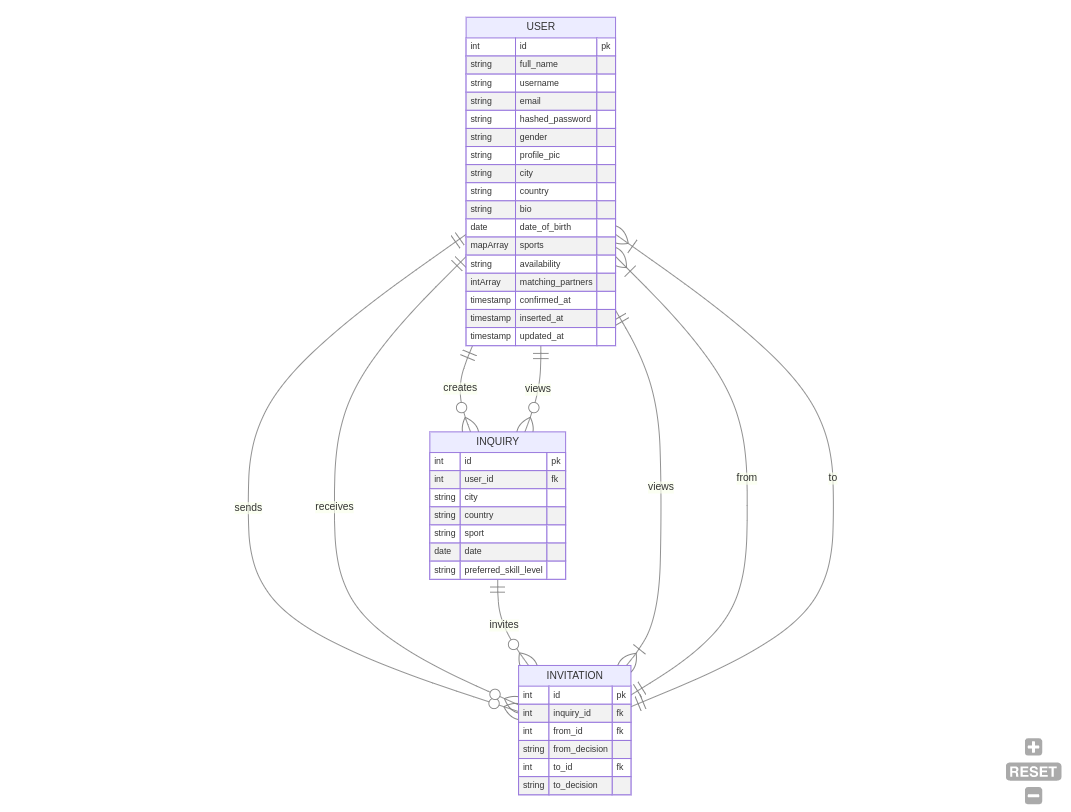 USER
int id pk
string full_name
string username
string email
string hashed_password
string gender
string profile_pic
string city
string country
string bio
date date_of_birth
mapArray sports
string availability
intArray matching_partners
timestamp confirmed_at
timestamp inserted_at
timestamp updated_at
creates views
INQUIRY
int id pk
int user_id fk
string city
string country
string sport
date date
string preferred_skill_level
sends receives views from to
invites
INVITATION
int id pk
int inquiry_id fk
int from_id fk
string from_decision
int to_id fk
string to_decision
RESET